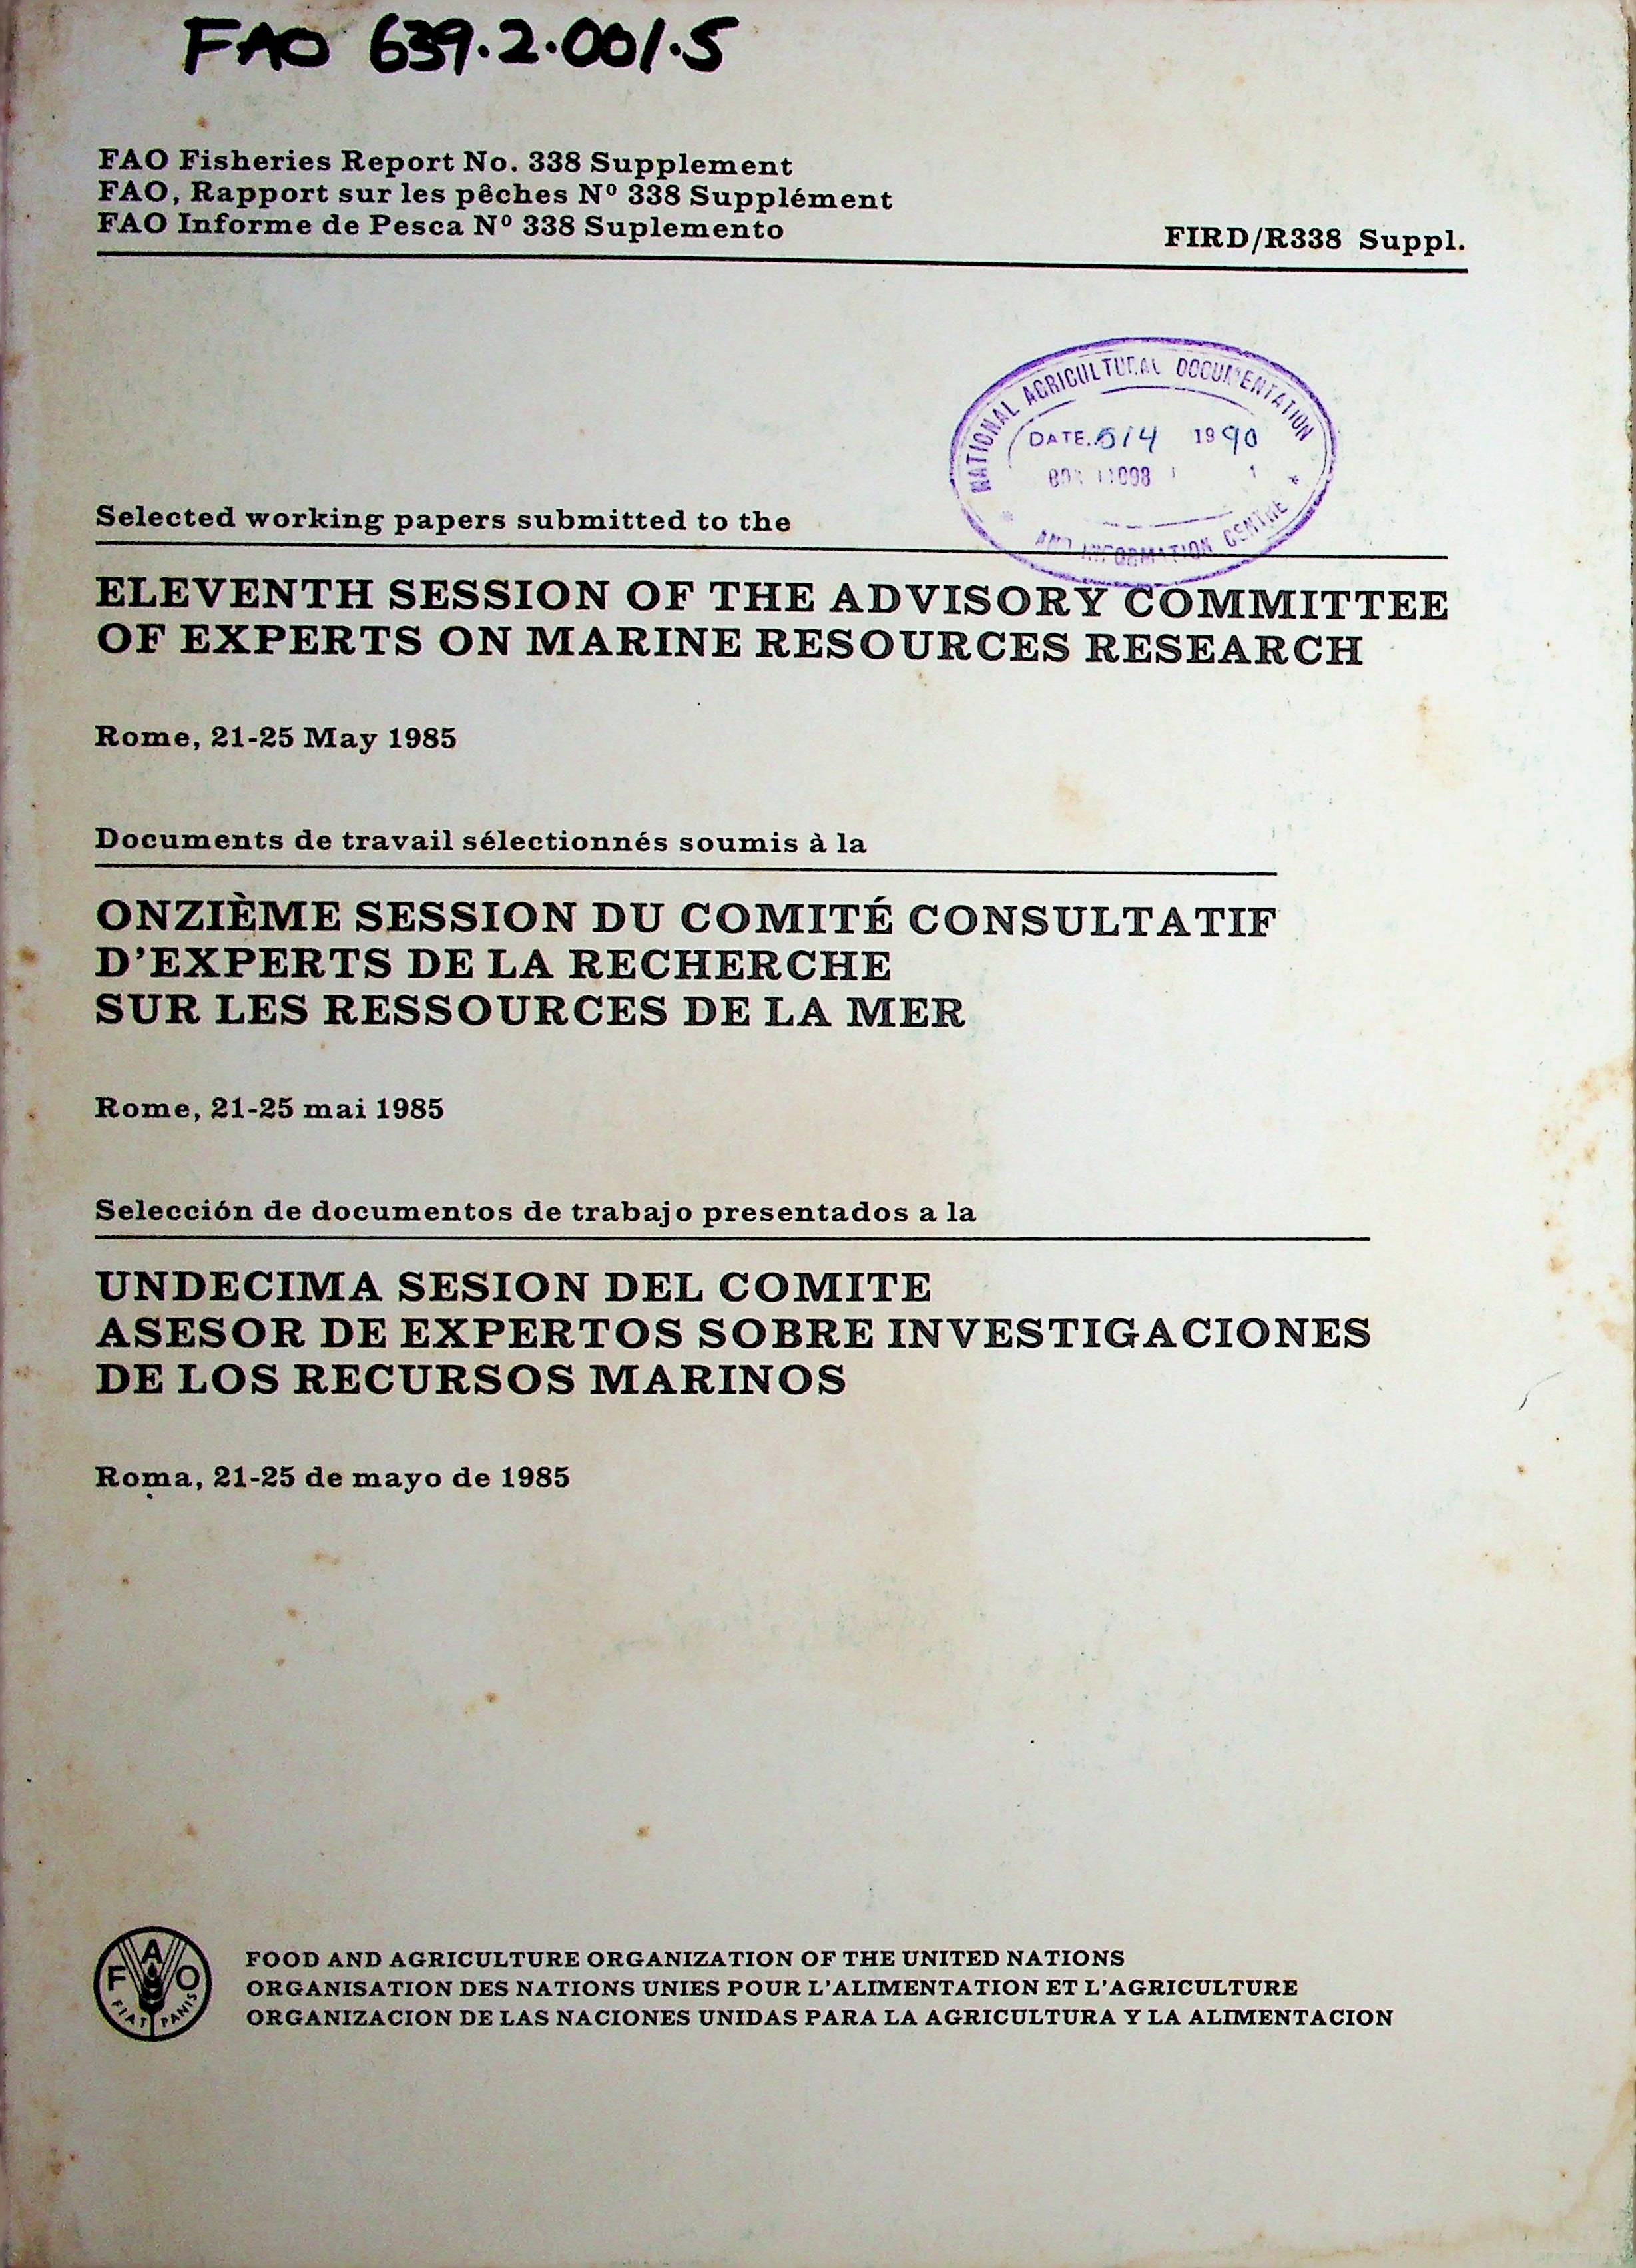 FAO 639.2.001.5
FAO Fisheries Report No. 338 Supplement
FAO, Rapport sur les pêches Nº 338 Supplément
FAO Informe de Pesca Nº 338 Suplemento
FIRD/R338 Suppl.
NATIONAL AGRICULTURAL DOCUMENTATION
DATE. 5/4 1990
AND INFORMATION CENTRE
Selected working papers submitted to the
ELEVENTH SESSION OF THE ADVISORY COMMITTEE
OF EXPERTS ON MARINE RESOURCES RESEARCH
Rome, 21-25 May 1985
Documents de travail sélectionnés soumis à la
ONZIÈME SESSION DU COMITÉ CONSULTATIF
D'EXPERTS DE LA RECHERCHE
SUR LES RESSOURCES DE LA MER
Rome, 21-25 mai 1985
Selección de documentos de trabajo presentados a la
UNDECIMA SESION DEL COMITE
ASESOR DE EXPERTOS SOBRE INVESTIGACIONES
DE LOS RECURSOS MARINOS
Roma, 21-25 de mayo de 1985
F A O
FIAT PANIS
FOOD AND AGRICULTURE ORGANIZATION OF THE UNITED NATIONS
ORGANISATION DES NATIONS UNIES POUR L'ALIMENTATION ET L'AGRICULTURE
ORGANIZACION DE LAS NACIONES UNIDAS PARA LA AGRICULTURA Y LA ALIMENTACION